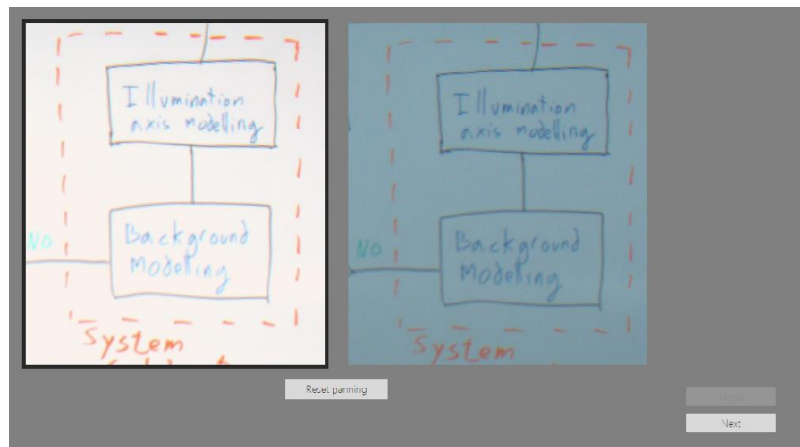 Illumination
axis modelling
NO
Background
Modelling
System
Illumination
axis modelling
NO
Background
Modelling
System
Reset panning
Next